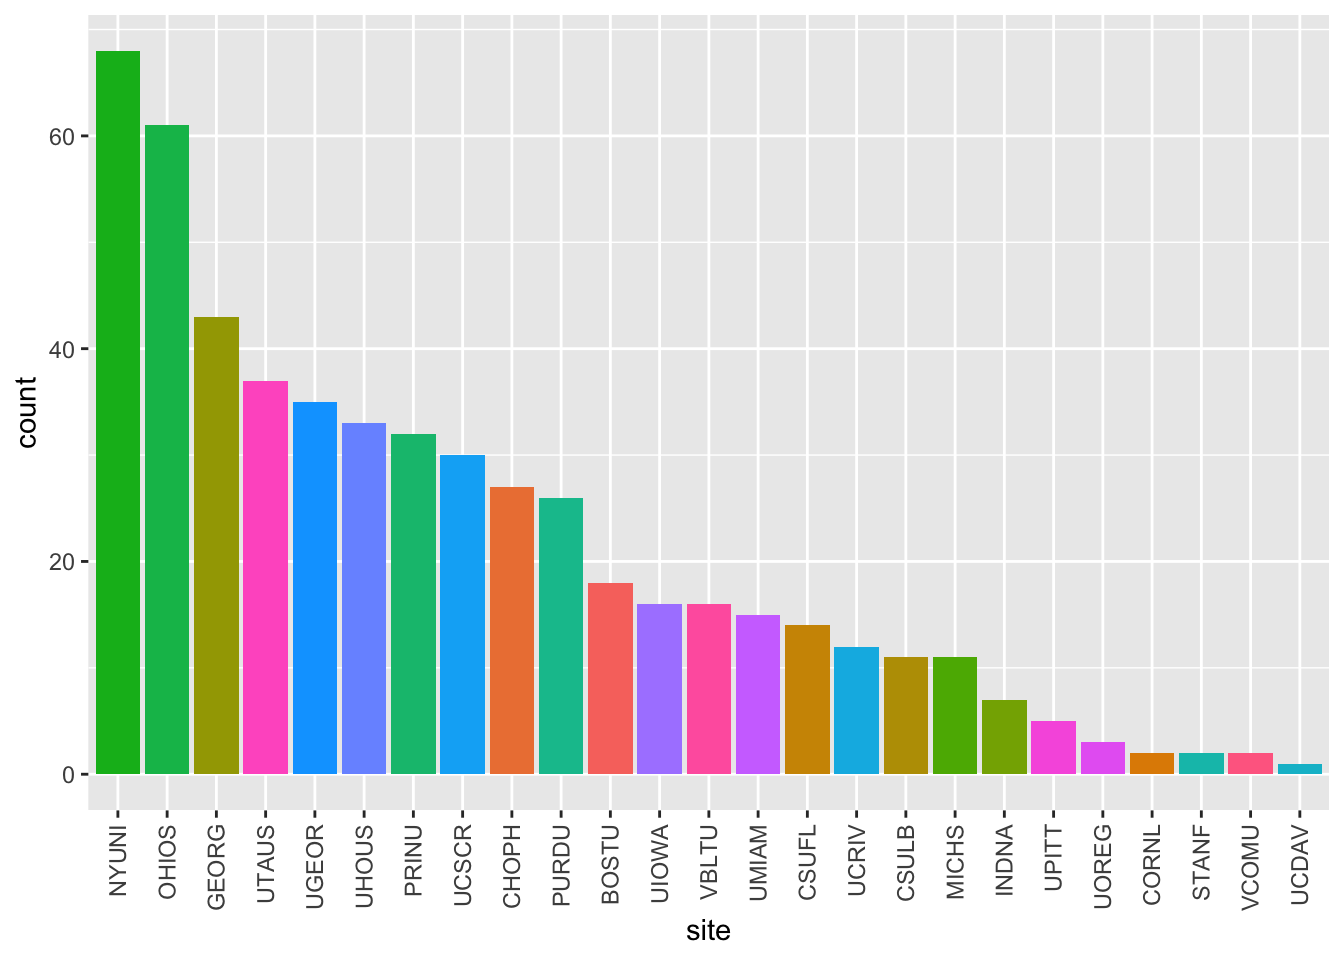 60
40
20
0
count
NYUNI
OHIOS
GEORG
UTAUS
UGEOR
UHOUS
PRINU
UCSCR
CHOPH
PURDU
BOSTU
UIOWA
VBLTU
UMIAM
CSUFL
UCRIV
CSULB
MICHS
INDNA
UPITT
UOREG
CORNL
STANF
VCOMU
UCDAV
site